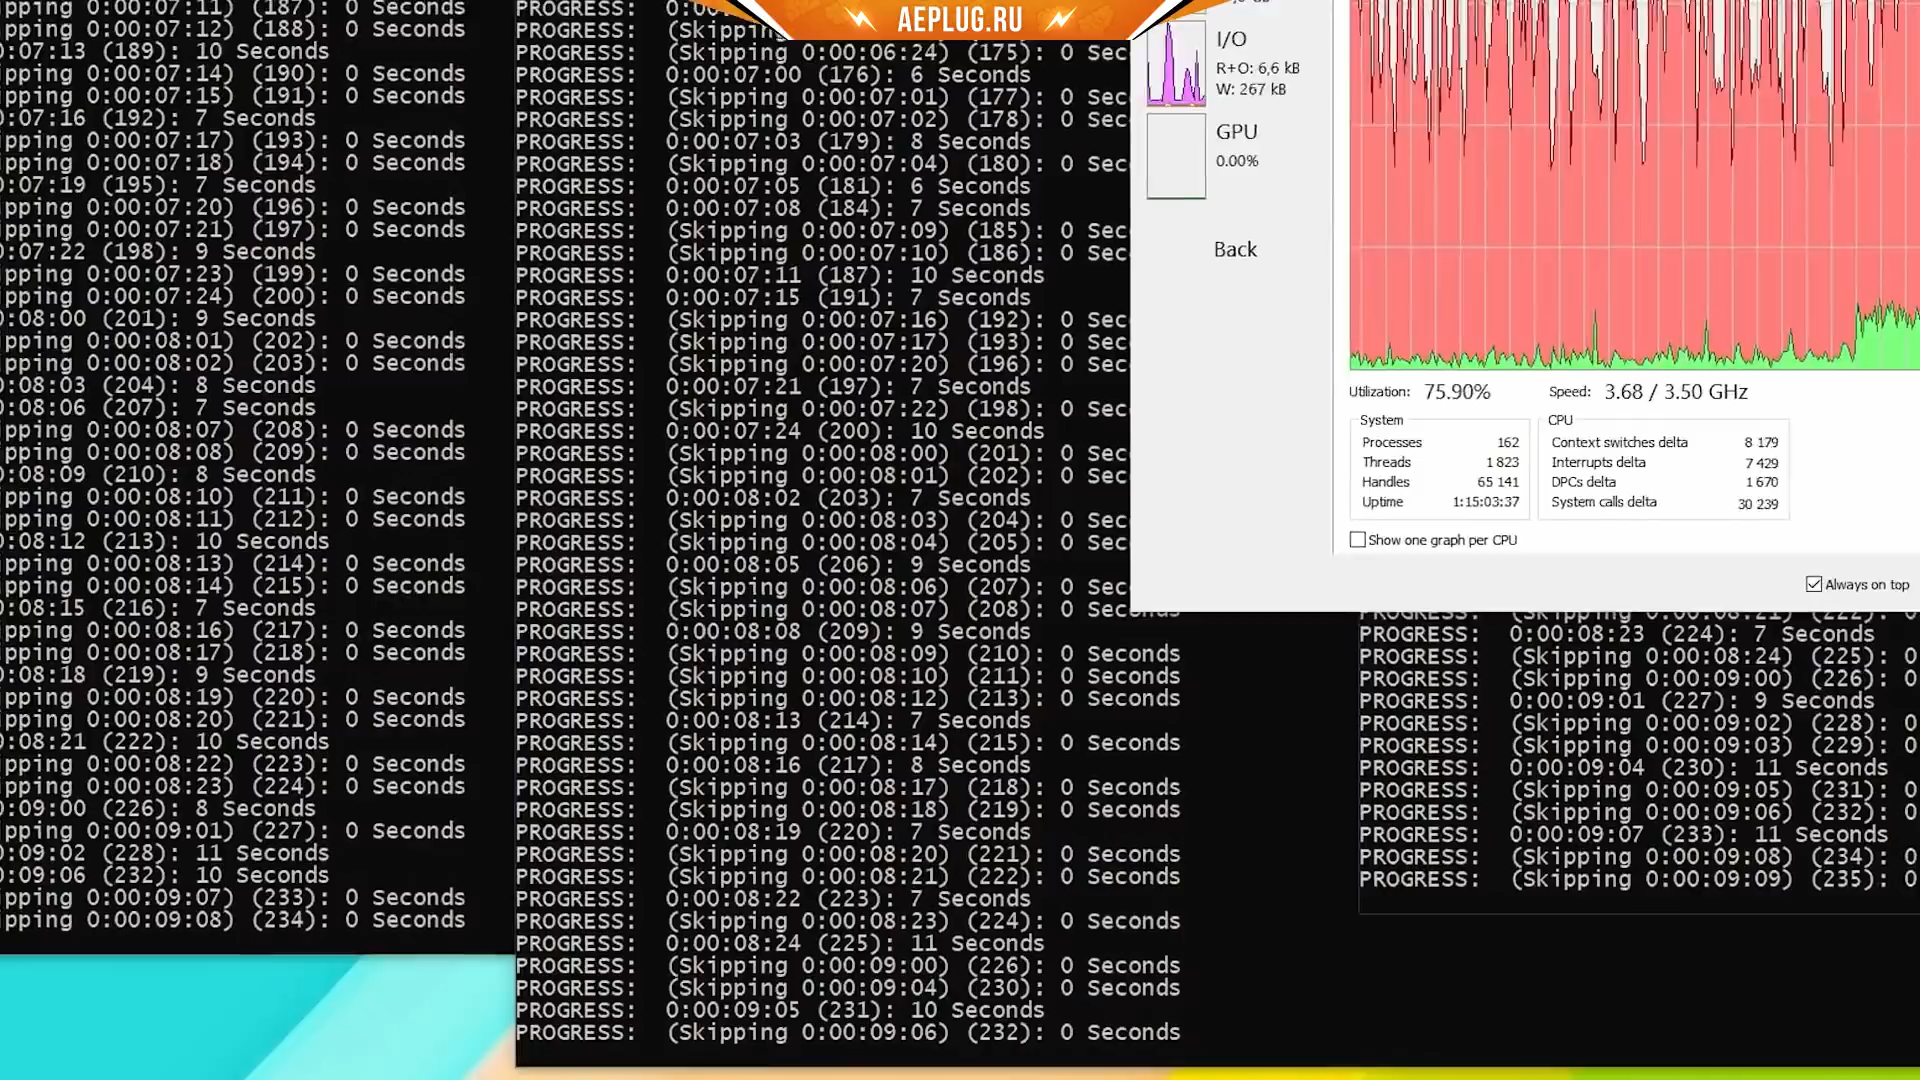 AEPLUG.RU
ipping 0:00:07:11) (187): 0 Seconds
ipping 0:00:07:12) (188): 0 Seconds
0:07:13 (189): 10 Seconds
ipping 0:00:07:14) (190): 0 Seconds
ipping 0:00:07:15) (191): 0 Seconds
0:07:16 (192): 7 Seconds
ipping 0:00:07:17) (193): 0 Seconds
ipping 0:00:07:18) (194): 0 Seconds
0:07:19 (195): 7 Seconds
ipping 0:00:07:20) (196): 0 Seconds
ipping 0:00:07:21) (197): 0 Seconds
0:07:22 (198): 9 Seconds
ipping 0:00:07:23) (199): 0 Seconds
ipping 0:00:07:24) (200): 0 Seconds
0:08:00 (201): 9 Seconds
ipping 0:00:08:01) (202): 0 Seconds
ipping 0:00:08:02) (203): 0 Seconds
0:08:03 (204): 8 Seconds
0:08:06 (207): 7 Seconds
ipping 0:00:08:07) (208): 0 Seconds
ipping 0:00:08:08) (209): 0 Seconds
0:08:09 (210): 8 Seconds
ipping 0:00:08:10) (211): 0 Seconds
ipping 0:00:08:11) (212): 0 Seconds
0:08:12 (213): 10 Seconds
ipping 0:00:08:13) (214): 0 Seconds
ipping 0:00:08:14) (215): 0 Seconds
0:08:15 (216): 7 Seconds
ipping 0:00:08:16) (217): 0 Seconds
ipping 0:00:08:17) (218): 0 Seconds
0:08:18 (219): 9 Seconds
ipping 0:00:08:19) (220): 0 Seconds
ipping 0:00:08:20) (221): 0 Seconds
0:08:21 (222): 10 Seconds
ipping 0:00:08:22) (223): 0 Seconds
ipping 0:00:08:23) (224): 0 Seconds
0:09:00 (226): 8 Seconds
ipping 0:00:09:01) (227): 0 Seconds
0:09:02 (228): 11 Seconds
0:09:06 (232): 10 Seconds
ipping 0:00:09:07) (233): 0 Seconds
ipping 0:00:09:08) (234): 0 Seconds
PROGRESS:
PROGRESS: (Skipping
PROGRESS: (Skipping 0:00:06:24) (175): 0 Sec
PROGRESS: 0:00:07:00 (176): 6 Seconds
PROGRESS: (Skipping 0:00:07:01) (177): 0 Sec
PROGRESS: (Skipping 0:00:07:02) (178): 0 Sec
PROGRESS: 0:00:07:03 (179): 8 Seconds
PROGRESS: (Skipping 0:00:07:04) (180): 0 Sec
PROGRESS: 0:00:07:05 (181): 6 Seconds
PROGRESS: 0:00:07:08 (184): 7 Seconds
PROGRESS: (Skipping 0:00:07:09) (185): 0 Sec
PROGRESS: (Skipping 0:00:07:10) (186): 0 Sec
PROGRESS: 0:00:07:11 (187): 10 Seconds
PROGRESS: 0:00:07:15 (191): 7 Seconds
PROGRESS: (Skipping 0:00:07:16) (192): 0 Sec
PROGRESS: (Skipping 0:00:07:17) (193): 0 Sec
PROGRESS: (Skipping 0:00:07:20) (196): 0 Sec
PROGRESS: 0:00:07:21 (197): 7 Seconds
PROGRESS: (Skipping 0:00:07:22) (198): 0 Sec
PROGRESS: 0:00:07:24 (200): 10 Seconds
PROGRESS: (Skipping 0:00:08:00) (201): 0 Sec
PROGRESS: (Skipping 0:00:08:01) (202): 0 Sec
PROGRESS: 0:00:08:02 (203): 7 Seconds
PROGRESS: (Skipping 0:00:08:03) (204): 0 Sec
PROGRESS: (Skipping 0:00:08:04) (205): 0 Sec
PROGRESS: 0:00:08:05 (206): 9 Seconds
PROGRESS: (Skipping 0:00:08:06) (207): 0 Sec
PROGRESS: (Skipping 0:00:08:07) (208): 0 Seconds
PROGRESS: 0:00:08:08 (209): 9 Seconds
PROGRESS: (Skipping 0:00:08:09) (210): 0 Seconds
PROGRESS: (Skipping 0:00:08:10) (211): 0 Seconds
PROGRESS: (Skipping 0:00:08:12) (213): 0 Seconds
PROGRESS: 0:00:08:13 (214): 7 Seconds
PROGRESS: (Skipping 0:00:08:14) (215): 0 Seconds
PROGRESS: 0:00:08:16 (217): 8 Seconds
PROGRESS: (Skipping 0:00:08:17) (218): 0 Seconds
PROGRESS: (Skipping 0:00:08:18) (219): 0 Seconds
PROGRESS: 0:00:08:19 (220): 7 Seconds
PROGRESS: (Skipping 0:00:08:20) (221): 0 Seconds
PROGRESS: (Skipping 0:00:08:21) (222): 0 Seconds
PROGRESS: 0:00:08:22 (223): 7 Seconds
PROGRESS: (Skipping 0:00:08:23) (224): 0 Seconds
PROGRESS: 0:00:08:24 (225): 11 Seconds
PROGRESS: (Skipping 0:00:09:00) (226): 0 Seconds
PROGRESS: (Skipping 0:00:09:04) (230): 0 Seconds
PROGRESS: 0:00:09:05 (231): 10 Seconds
PROGRESS: (Skipping 0:00:09:06) (232): 0 Seconds
I/O
R+O: 6,6 kB
W: 267 kB
GPU
0.00%
Back
Utilization: 75.90% Speed: 3.68 / 3.50 GHz
System
Processes 162
Threads 1 823
Handles 65 141
Uptime 1:15:03:37
CPU
Context switches delta 8 179
Interrupts delta 7 429
DPCs delta 1 670
System calls delta 30 239
Show one graph per CPU
Always on top
PROGRESS: (Skipping 0:00:08:21) (222): 0
PROGRESS: 0:00:08:23 (224): 7 Seconds
PROGRESS: (Skipping 0:00:08:24) (225): 0
PROGRESS: (Skipping 0:00:09:00) (226): 0
PROGRESS: 0:00:09:01 (227): 9 Seconds
PROGRESS: (Skipping 0:00:09:02) (228): 0
PROGRESS: (Skipping 0:00:09:03) (229): 0
PROGRESS: 0:00:09:04 (230): 11 Seconds
PROGRESS: (Skipping 0:00:09:05) (231): 0
PROGRESS: (Skipping 0:00:09:06) (232): 0
PROGRESS: 0:00:09:07 (233): 11 Seconds
PROGRESS: (Skipping 0:00:09:08) (234): 0
PROGRESS: (Skipping 0:00:09:09) (235): 0